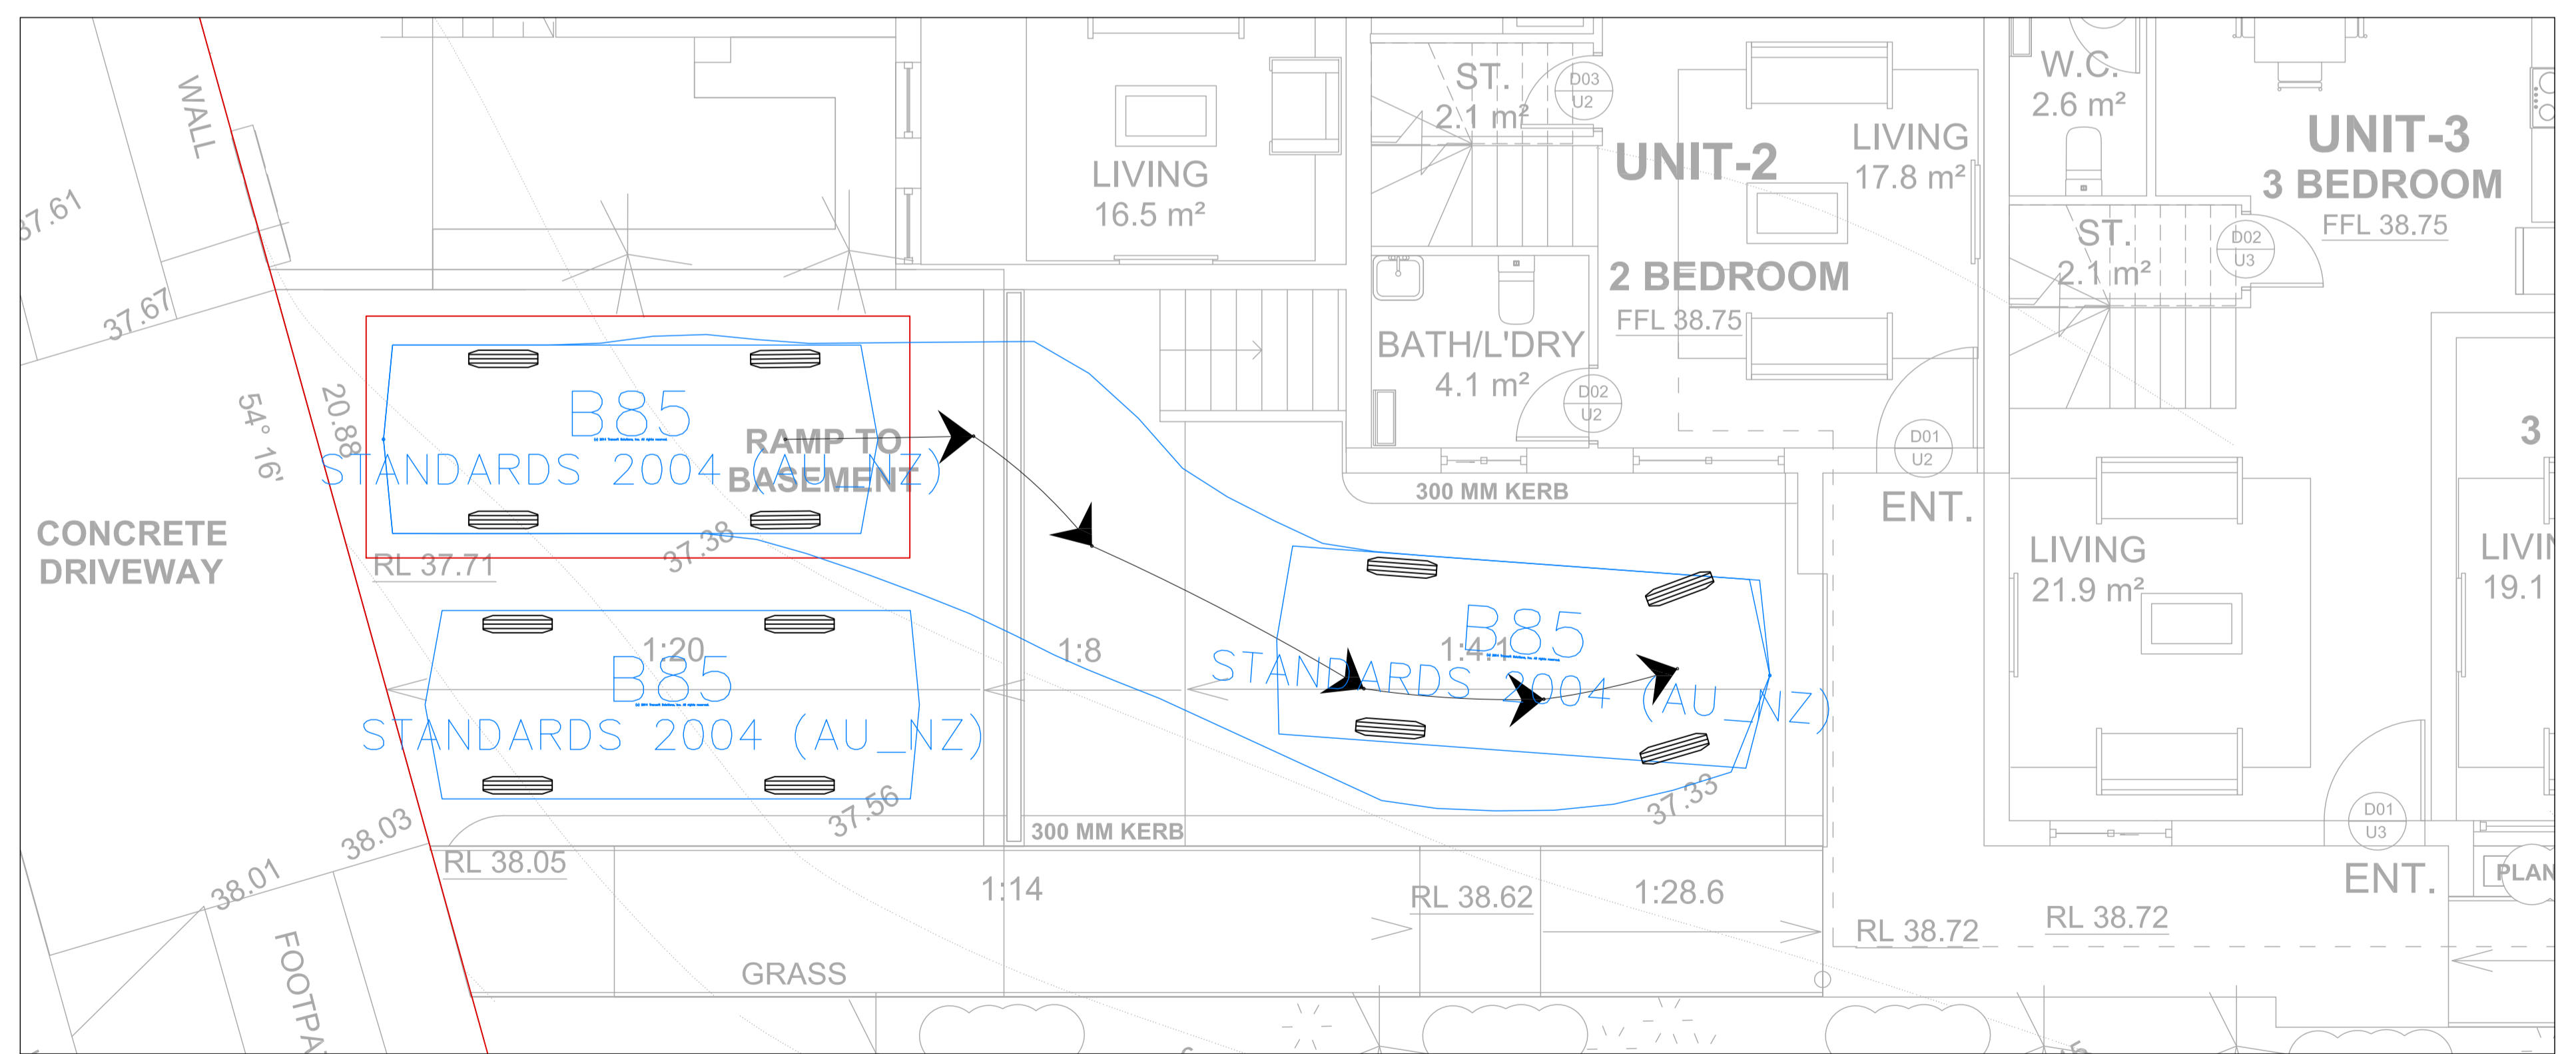 WALL
37.61
37.67
54° 16'
20.88
CONCRETE
DRIVEWAY
LIVING
16.5 m²
ST.
2.1 m²
D03
U2
UNIT-2
LIVING
17.8 m²
2 BEDROOM
FFL 38.75
BATH/L'DRY
4.1 m²
D02
U2
D01
U2
ENT.
300 MM KERB
W.C.
2.6 m²
UNIT-3
3 BEDROOM
FFL 38.75
ST.
2.1 m²
D02
U3
3
LIVING
21.9 m²
LIVIN
19.1
D01
U3
ENT.
PLAN
B85
STANDARDS 2004 (AU_NZ)
RAMP TO
BASEMENT
RL 37.71
37.38
B85
STANDARDS 2004 (AU_NZ)
1:20
1:8
1:4.1
B85
STANDARDS 2004 (AU_NZ)
37.56
37.33
300 MM KERB
38.03
38.01
RL 38.05
1:14
RL 38.62
1:28.6
RL 38.72
RL 38.72
GRASS
FOOTPA